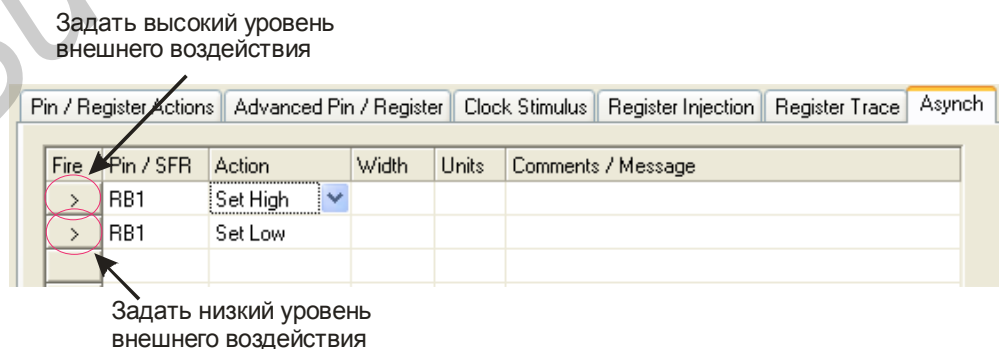 Задать высокий уровень
внешнего воздействия
Pin / Register Actions Advanced Pin / Register Clock Stimulus Register Injection Register Trace Asynch
Fire Pin / SFR Action Width Units Comments / Message
> RB1 Set High
> RB1 Set Low
Задать низкий уровень
внешнего воздействия